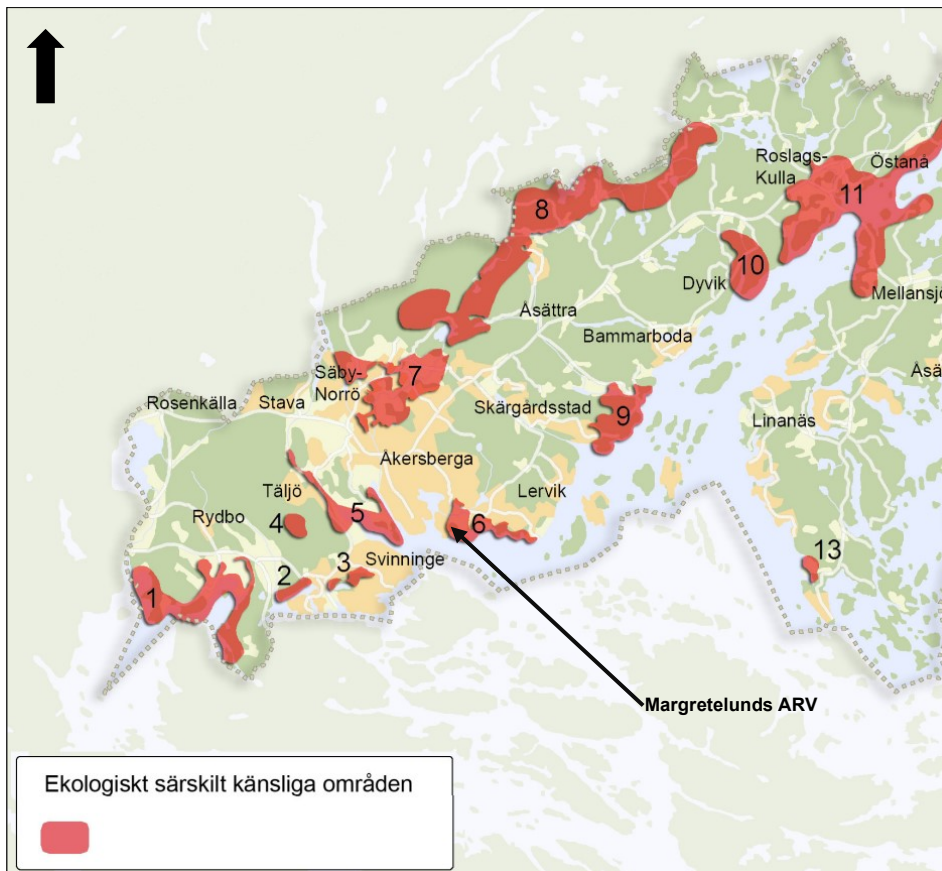 Roslags-
Kulla
Östanå
8
11
10
Dyvik
Mellansjö
Åsättra
Bammarboda
Säby-
Norrö
7
Åsä
Rosenkälla
Stava
Skärgårdsstad
9
Linanäs
Åkersberga
Täljö
Lervik
Rydbo
4
5
6
13
Svinninge
3
2
1
Margretelunds ARV
Ekologiskt särskilt känsliga områden